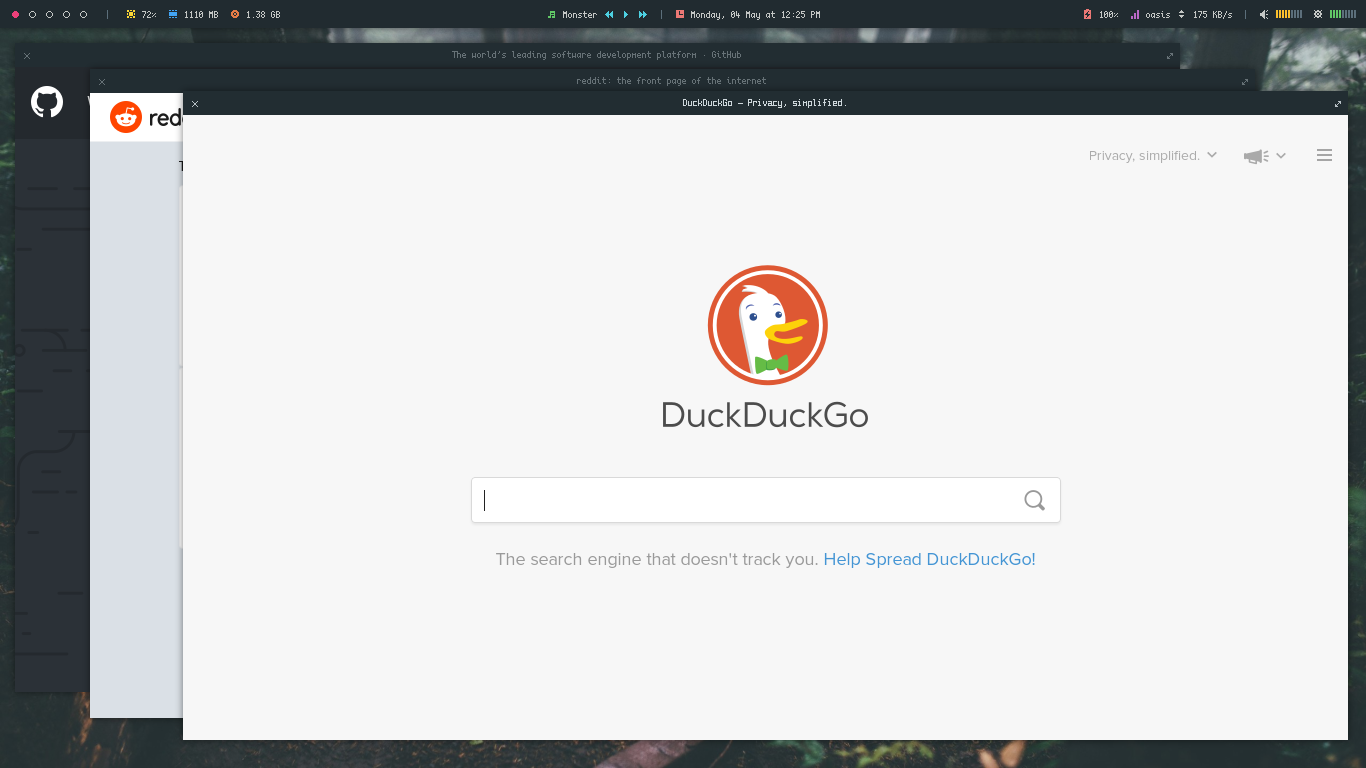 72% 1110 MB 1.38 GB Monster Monday, 04 May at 12:25 PM 100% oasis 175 KB/s
The world's leading software development platform · GitHub
reddit: the front page of the internet
redd
DuckDuckGo — Privacy, simplified.
Privacy, simplified.
DuckDuckGo
The search engine that doesn't track you. Help Spread DuckDuckGo!